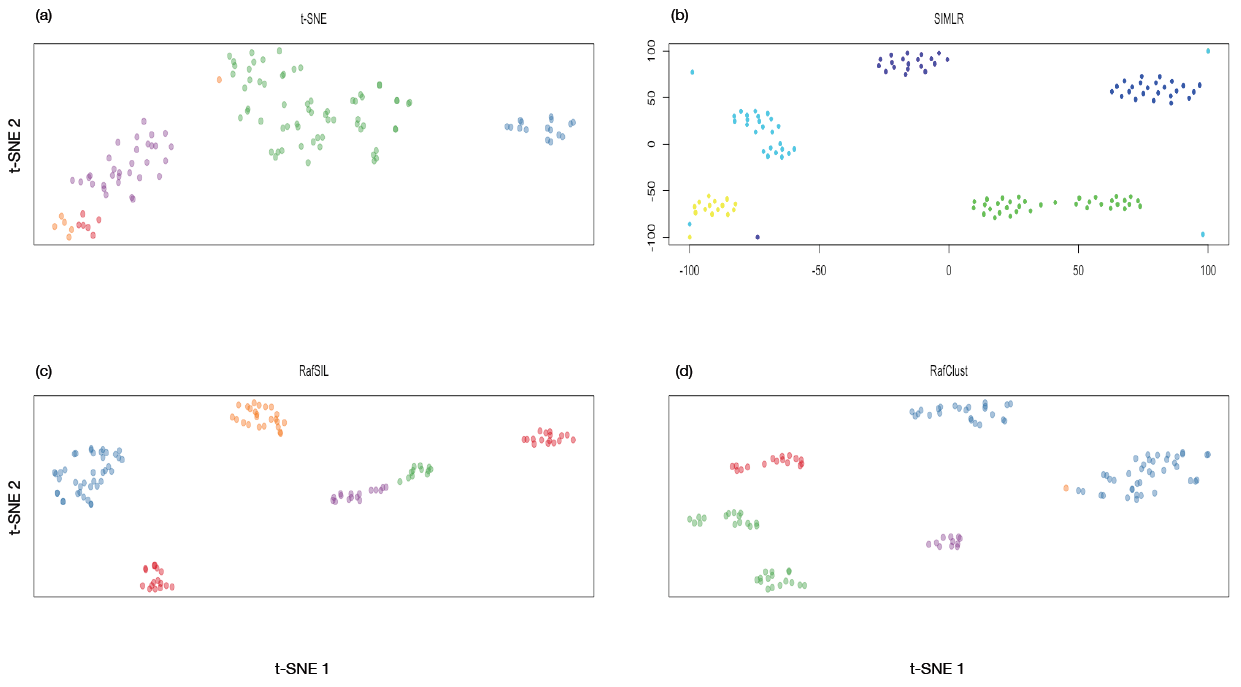 (a)
t-SNE
(b)
SIMLR
t-SNE 2
100
50
0
-50
-100
-100
-50
0
50
100
(c)
RafSIL
(d)
RafClust
t-SNE 2
t-SNE 1
t-SNE 1